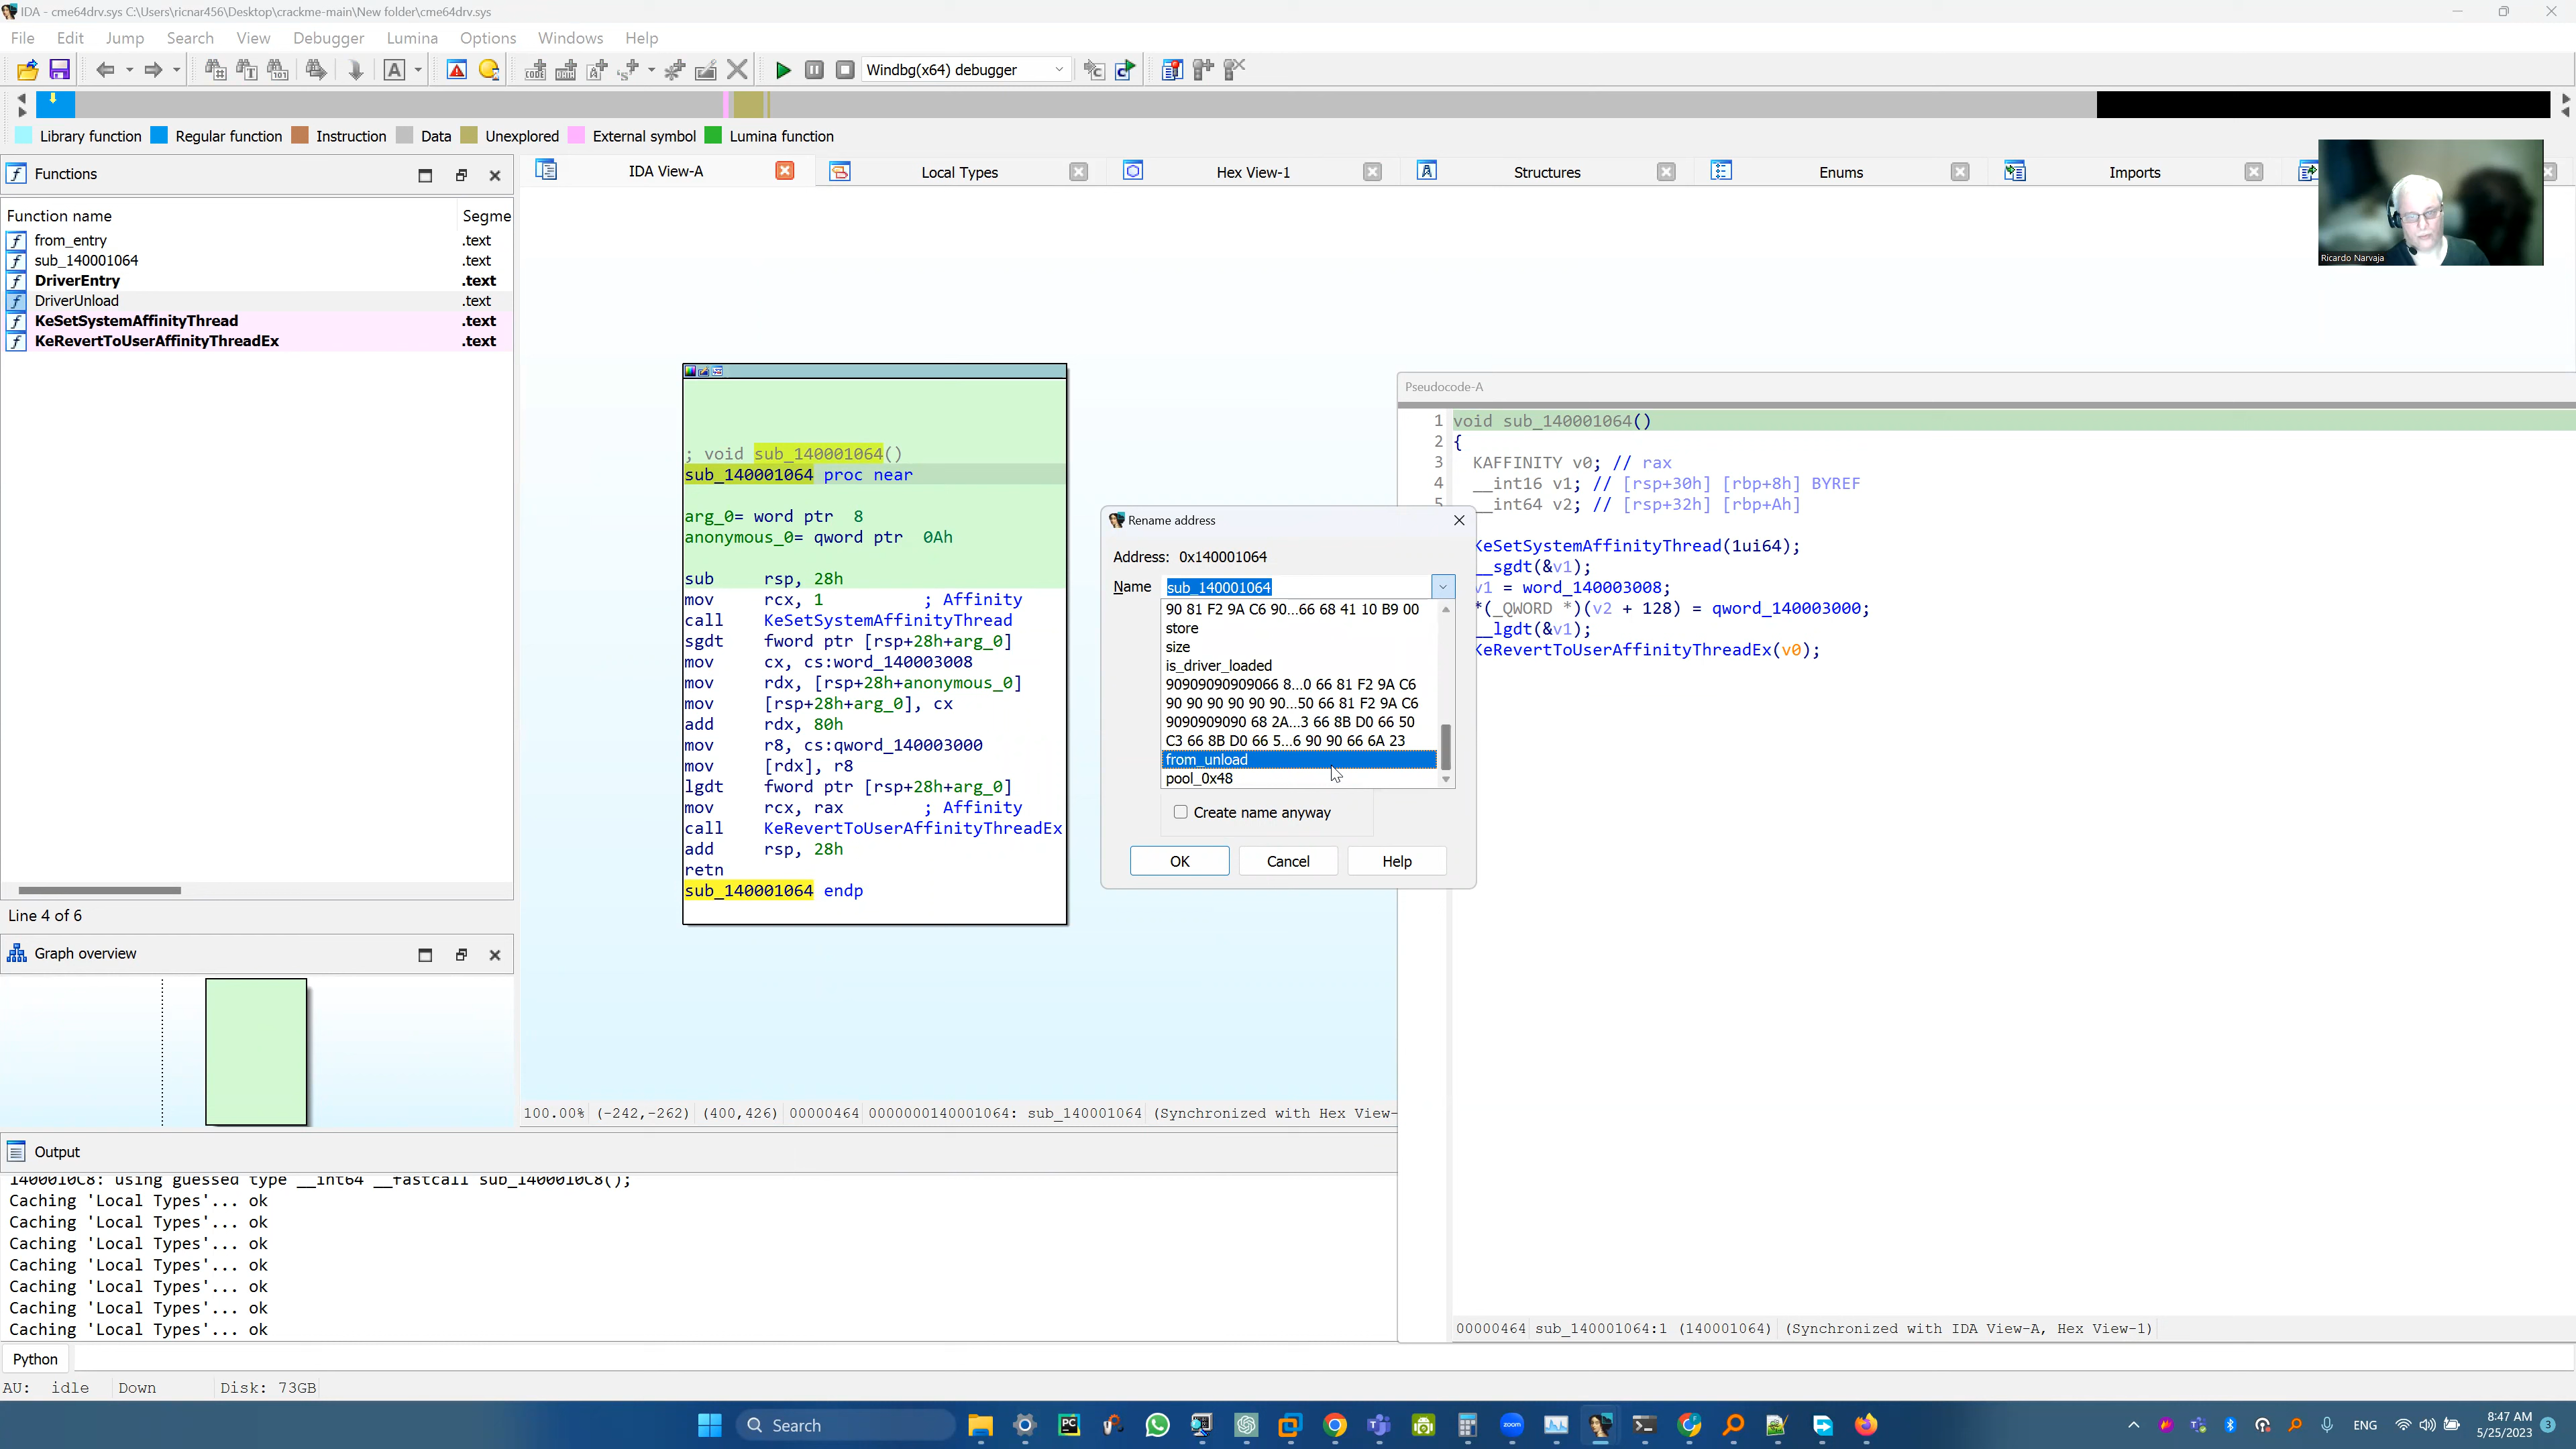 IDA - cme64drv.sys C:\Users\ricnar456\Desktop\crackme-main\New folder\cme64drv.sys
File Edit Jump Search View Debugger Lumina Options Windows Help
Windbg(x64) debugger
Library function Regular function Instruction Data Unexplored External symbol Lumina function
Functions
IDA View-A
Local Types
Hex View-1
Structures
Enums
Imports
Function name Segme
from_entry .text
sub_140001064 .text
DriverEntry .text
DriverUnload .text
KeSetSystemAffinityThread .text
KeRevertToUserAffinityThreadEx .text
Line 4 of 6
Graph overview
Ricardo Narvaja
; void sub_140001064()
sub_140001064 proc near
arg_0= word ptr 8
anonymous_0= qword ptr 0Ah
sub rsp, 28h
mov rcx, 1 ; Affinity
call KeSetSystemAffinityThread
sgdt fword ptr [rsp+28h+arg_0]
mov cx, cs:word_140003008
mov rdx, [rsp+28h+anonymous_0]
mov [rsp+28h+arg_0], cx
add rdx, 80h
mov r8, cs:qword_140003000
mov [rdx], r8
lgdt fword ptr [rsp+28h+arg_0]
mov rcx, rax ; Affinity
call KeRevertToUserAffinityThreadEx
add rsp, 28h
retn
sub_140001064 endp
100.00% (-242,-262) (400,426) 00000464 0000000140001064: sub_140001064 (Synchronized with Hex View-
Pseudocode-A
1 void sub_140001064()
2 {
3 KAFFINITY v0; // rax
4 __int16 v1; // [rsp+30h] [rbp+8h] BYREF
5 __int64 v2; // [rsp+32h] [rbp+Ah]
KeSetSystemAffinityThread(1ui64);
__sgdt(&v1);
v1 = word_140003008;
*(_QWORD *)(v2 + 128) = qword_140003000;
__lgdt(&v1);
KeRevertToUserAffinityThreadEx(v0);
00000464 sub_140001064:1 (140001064) (Synchronized with IDA View-A, Hex View-1)
Rename address
Address: 0x140001064
Name sub_140001064
90 81 F2 9A C6 90...66 68 41 10 B9 00
store
size
is_driver_loaded
90909090909066 8...0 66 81 F2 9A C6
90 90 90 90 90 90...50 66 81 F2 9A C6
9090909090 68 2A...3 66 8B D0 66 50
C3 66 8B D0 66 5...6 90 90 66 6A 23
from_unload
pool_0x48
Create name anyway
OK Cancel Help
Output
1400010C8: using guessed type __int64 __fastcall sub_1400010C8();
Caching 'Local Types'... ok
Caching 'Local Types'... ok
Caching 'Local Types'... ok
Caching 'Local Types'... ok
Caching 'Local Types'... ok
Caching 'Local Types'... ok
Caching 'Local Types'... ok
Python
AU: idle Down Disk: 73GB
Search
zoom
ENG
8:47 AM
5/25/2023
3